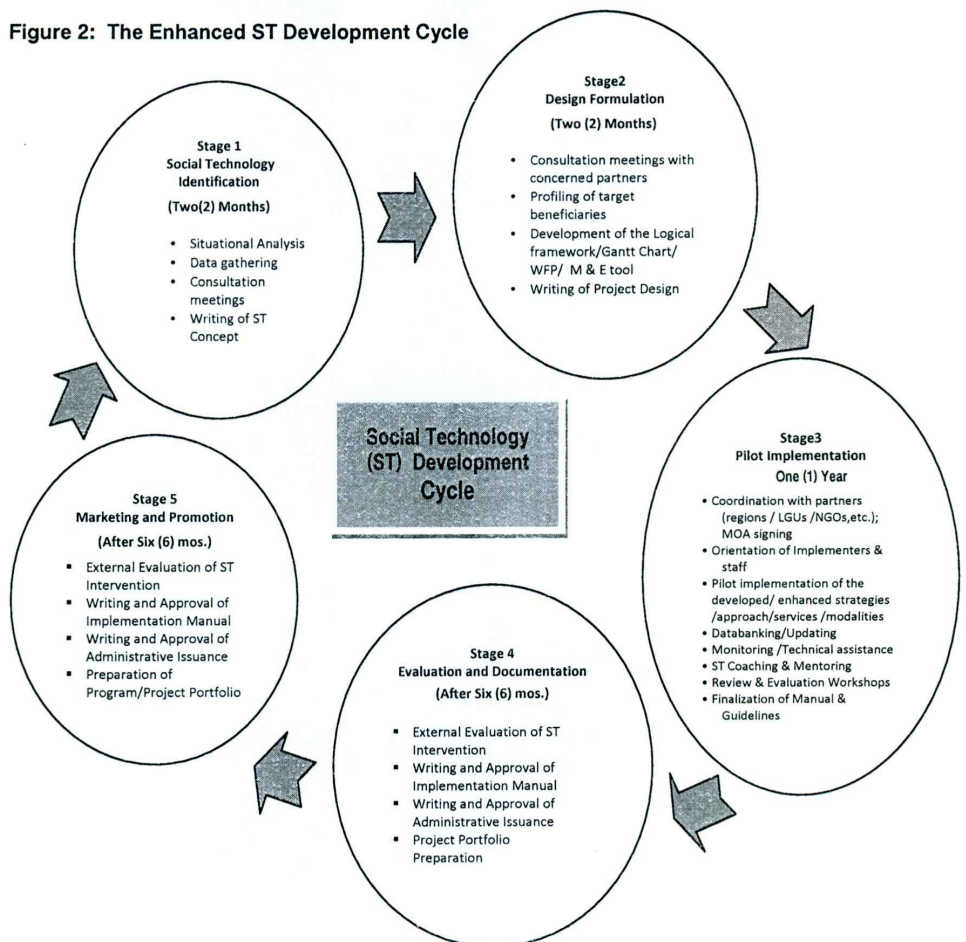 Figure 2: The Enhanced ST Development Cycle
Stage 1
Social Technology
Identification
(Two(2) Months)
• Situational Analysis
• Data gathering
• Consultation
meetings
• Writing of ST
Concept
Stage2
Design Formulation
(Two (2) Months)
• Consultation meetings with
concerned partners
• Profiling of target
beneficiaries
• Development of the Logical
framework/Gantt Chart/
WFP/ M & E tool
• Writing of Project Design
Stage3
Pilot Implementation
One (1) Year
• Coordination with partners
(regions / LGUs /NGOs,etc.);
MOA signing
• Orientation of Implementers &
staff
• Pilot implementation of the
developed/ enhanced strategies
/approach/services /modalities
• Databanking/Updating
• Monitoring /Technical assistance
• ST Coaching & Mentoring
• Review & Evaluation Workshops
• Finalization of Manual &
Guidelines
Stage 4
Evaluation and Documentation
(After Six (6) mos.)
▪ External Evaluation of ST
Intervention
▪ Writing and Approval of
Implementation Manual
▪ Writing and Approval of
Administrative Issuance
▪ Project Portfolio
Preparation
Stage 5
Marketing and Promotion
(After Six (6) mos.)
▪ External Evaluation of ST
Intervention
▪ Writing and Approval of
Implementation Manual
▪ Writing and Approval of
Administrative Issuance
▪ Preparation of
Program/Project Portfolio
Social Technology
(ST) Development
Cycle